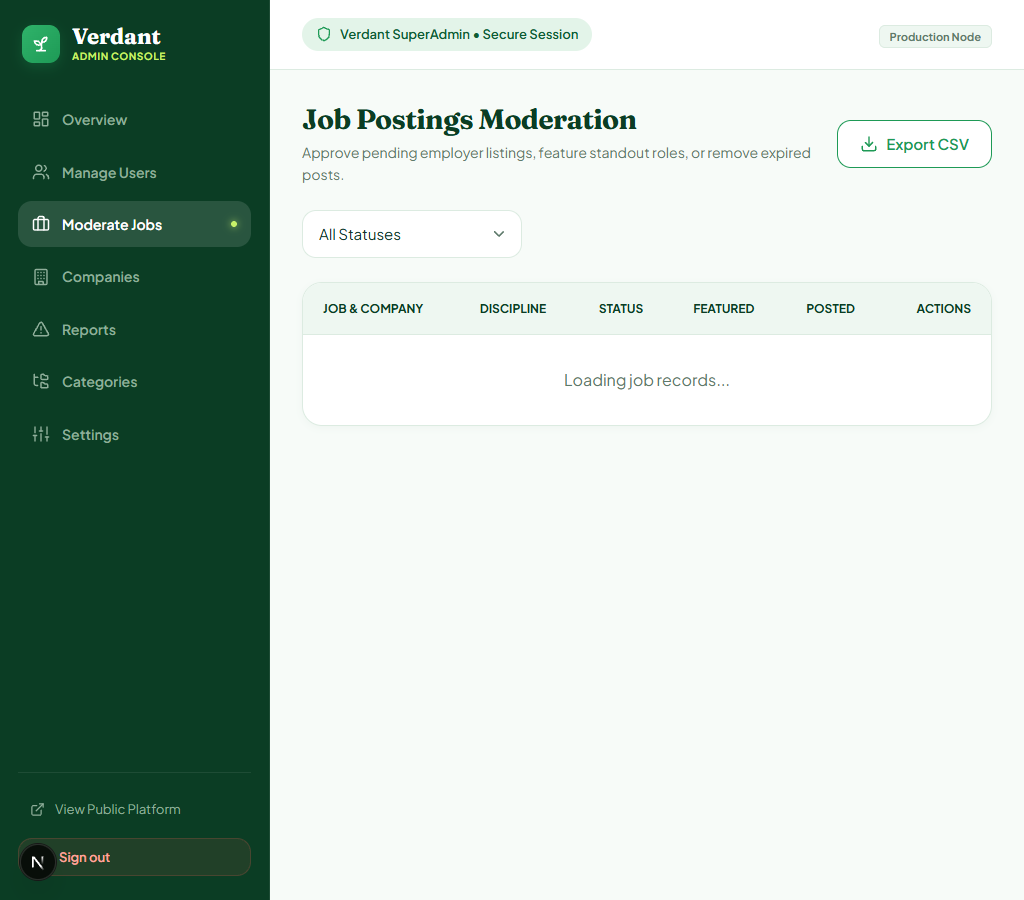 Verdant
ADMIN CONSOLE
Overview
Manage Users
Moderate Jobs
Companies
Reports
Categories
Settings
View Public Platform
N Sign out
Verdant SuperAdmin • Secure Session
Production Node
Job Postings Moderation
Approve pending employer listings, feature standout roles, or remove expired
posts.
Export CSV
All Statuses
JOB & COMPANY DISCIPLINE STATUS FEATURED POSTED ACTIONS
Loading job records...